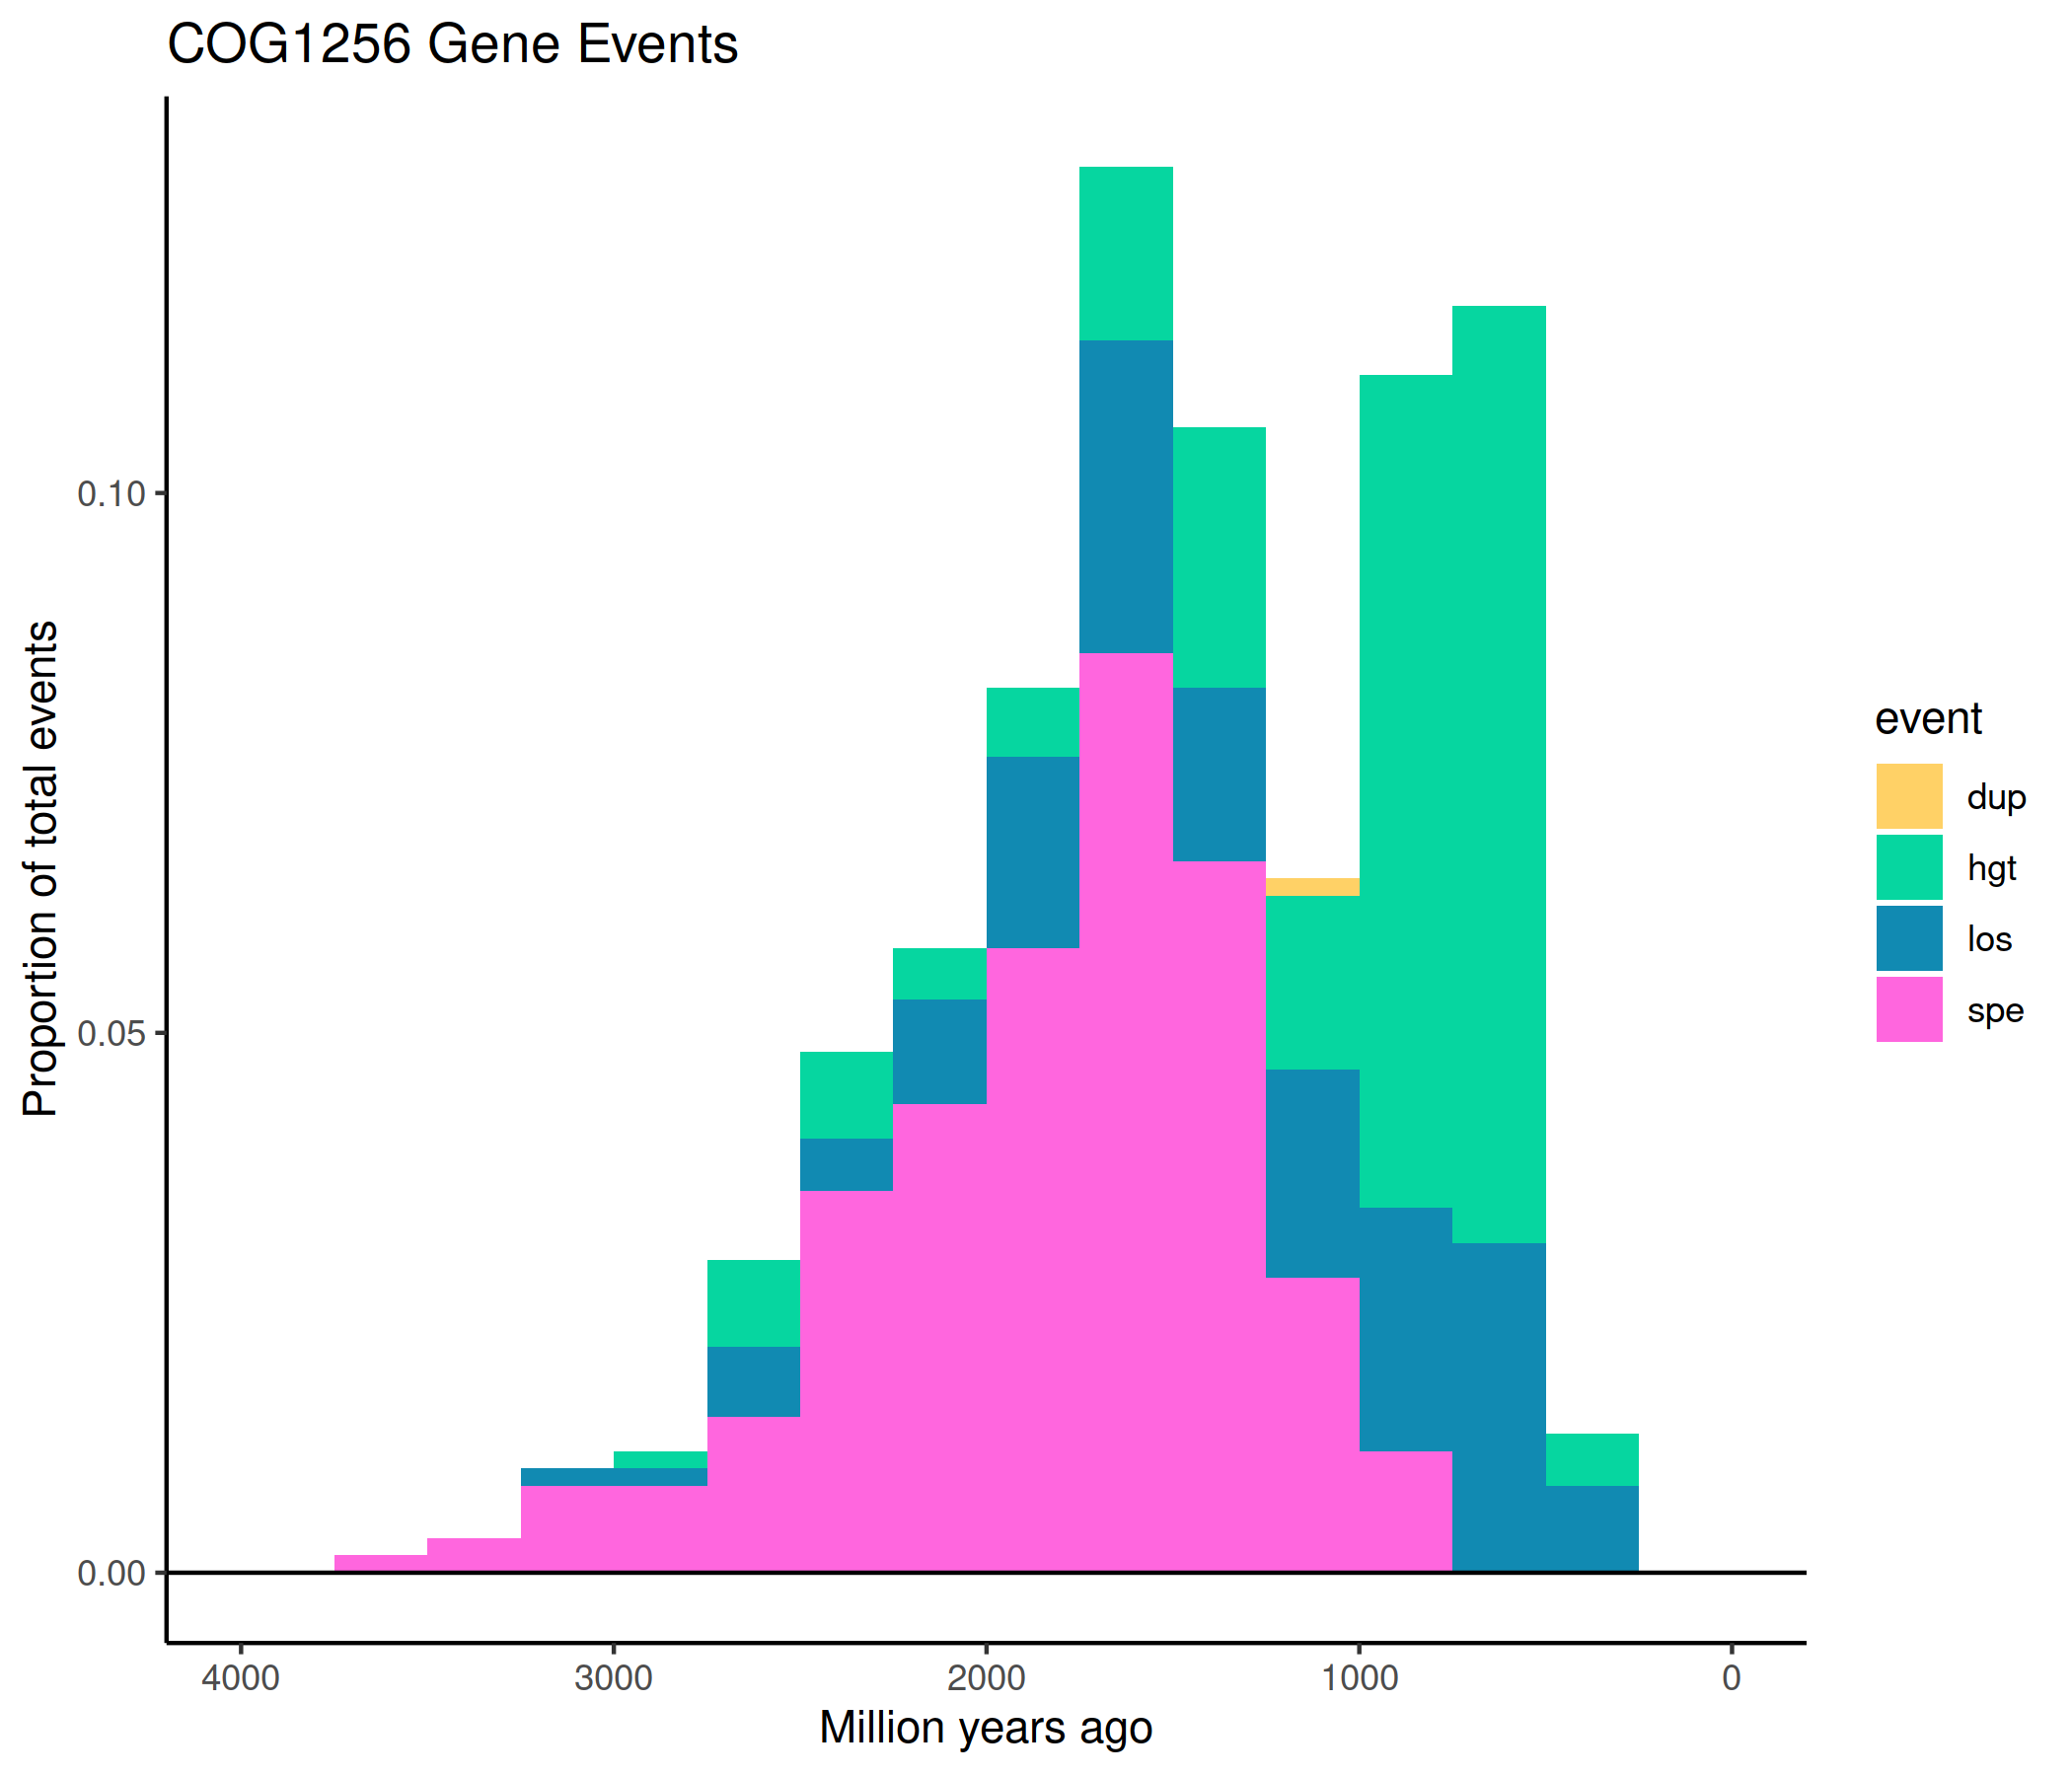 COG1256 Gene Events
Proportion of total events
0.10
0.05
0.00
4000 3000 2000 1000 0
Million years ago
event
dup
hgt
los
spe